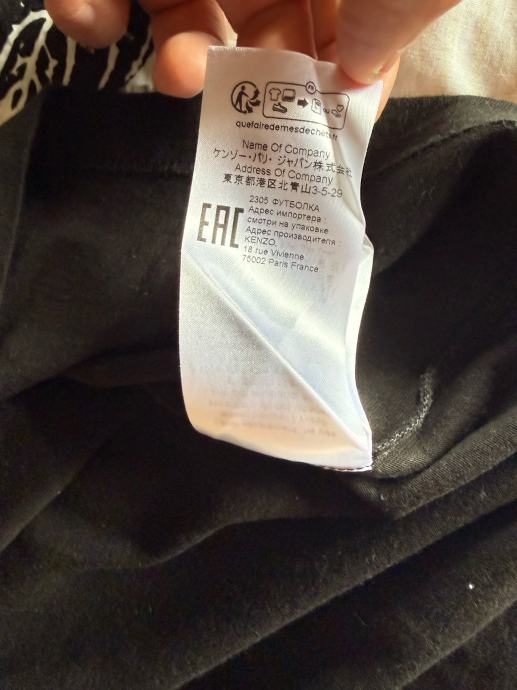 FR
quefairedemesdechets.fr
Name Of Company
ケンゾー・パリ・ジャパン株式会社
Address Of Company
東京都港区北青山3-5-29
EAC
2305 ФУТБОЛКА
Адрес импортера :
смотри на упаковке
Адрес производителя :
KENZO,
18 rue Vivienne
75002 Paris France